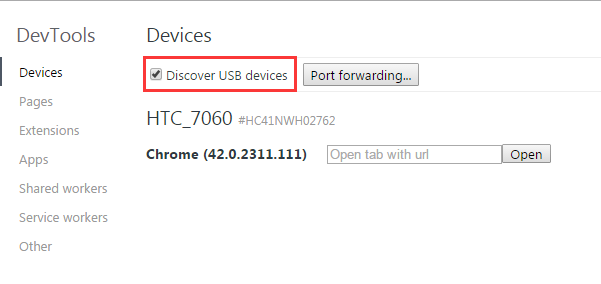 DevTools
Devices
Pages
Extensions
Apps
Shared workers
Service workers
Other
Devices
Discover USB devices Port forwarding...
HTC_7060 #HC41NWH02762
Chrome (42.0.2311.111) Open tab with url Open